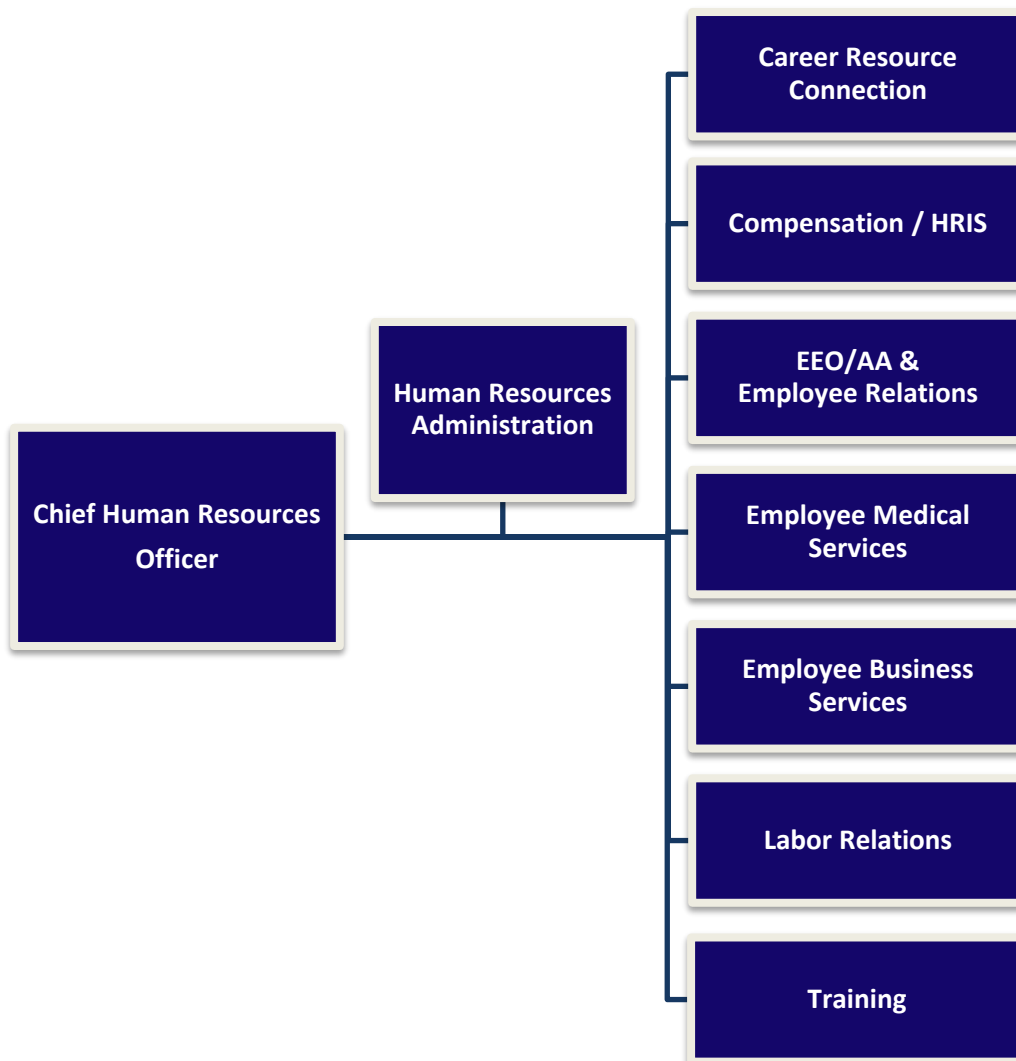 Career Resource
Connection
Compensation / HRIS
EEO/AA &
Employee Relations
Human Resources
Administration
Chief Human Resources
Officer
Employee Medical
Services
Employee Business
Services
Labor Relations
Training